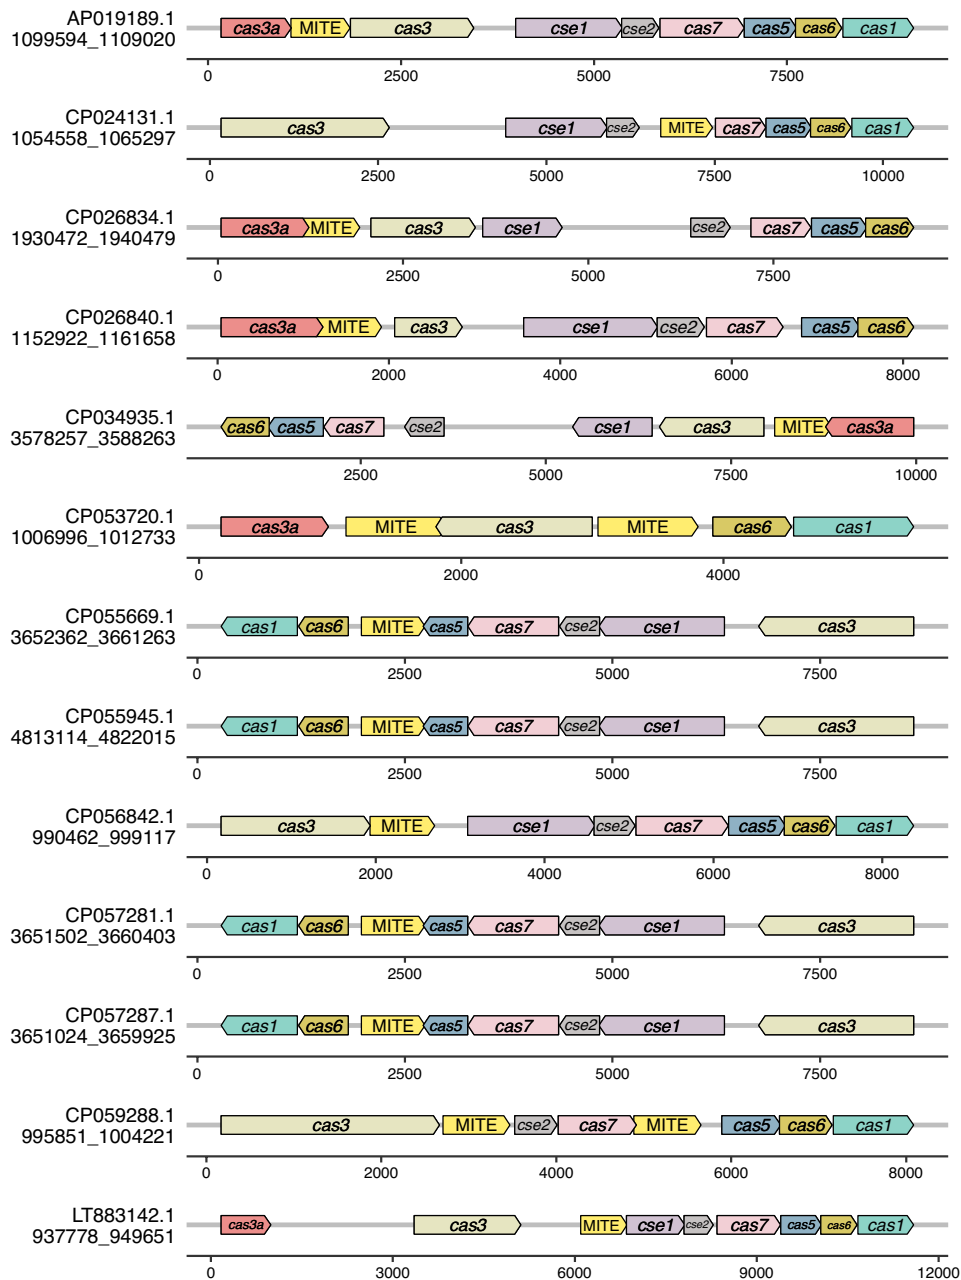 AP019189.1
1099594_1109020
cas3a MITE cas3 cse1 cse2 cas7 cas5 cas6 cas1
0 2500 5000 7500
CP024131.1
1054558_1065297
cas3 cse1 cse2 MITE cas7 cas5 cas6 cas1
0 2500 5000 7500 10000
CP026834.1
1930472_1940479
cas3a MITE cas3 cse1 cse2 cas7 cas5 cas6
0 2500 5000 7500
CP026840.1
1152922_1161658
cas3a MITE cas3 cse1 cse2 cas7 cas5 cas6
0 2000 4000 6000 8000
CP034935.1
3578257_3588263
cas6 cas5 cas7 cse2 cse1 cas3 MITE cas3a
2500 5000 7500 10000
CP053720.1
1006996_1012733
cas3a MITE cas3 MITE cas6 cas1
0 2000 4000
CP055669.1
3652362_3661263
cas1 cas6 MITE cas5 cas7 cse2 cse1 cas3
0 2500 5000 7500
CP055945.1
4813114_4822015
cas1 cas6 MITE cas5 cas7 cse2 cse1 cas3
0 2500 5000 7500
CP056842.1
990462_999117
cas3 MITE cse1 cse2 cas7 cas5 cas6 cas1
0 2000 4000 6000 8000
CP057281.1
3651502_3660403
cas1 cas6 MITE cas5 cas7 cse2 cse1 cas3
0 2500 5000 7500
CP057287.1
3651024_3659925
cas1 cas6 MITE cas5 cas7 cse2 cse1 cas3
0 2500 5000 7500
CP059288.1
995851_1004221
cas3 MITE cse2 cas7 MITE cas5 cas6 cas1
0 2000 4000 6000 8000
LT883142.1
937778_949651
cas3a cas3 MITE cse1 cse2 cas7 cas5 cas6 cas1
0 3000 6000 9000 12000